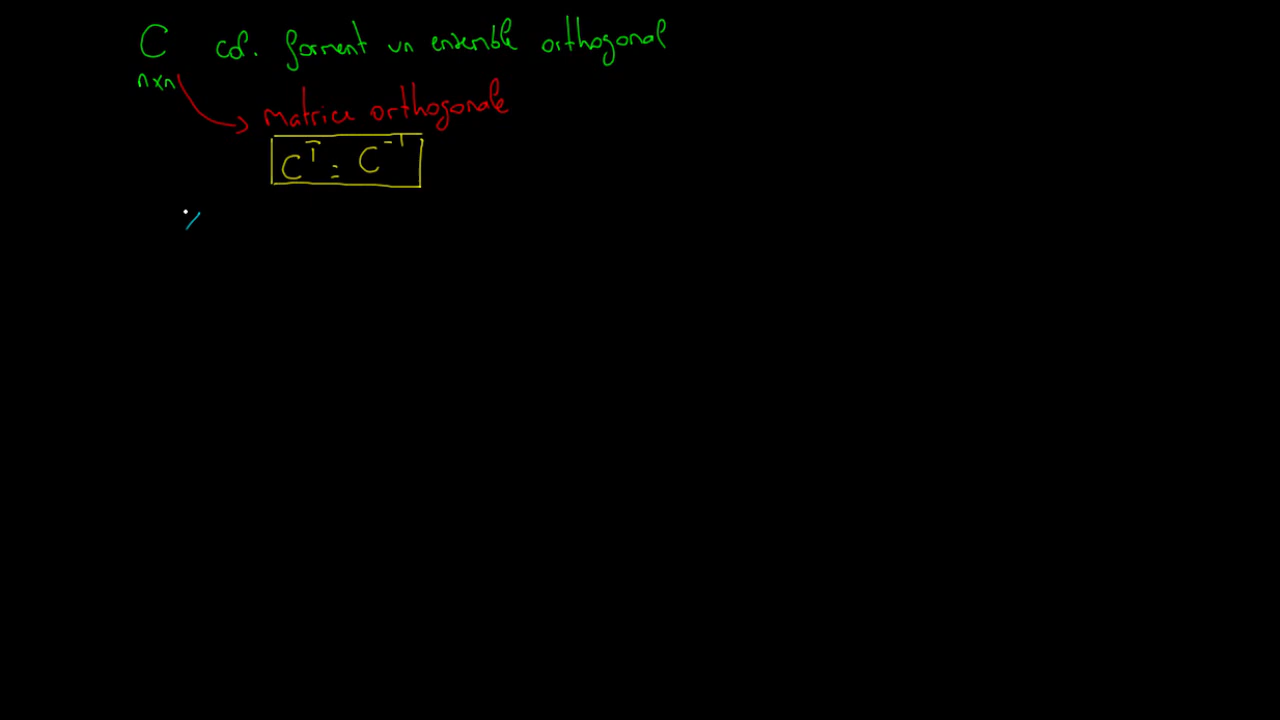 C col. forment un ensemble orthogonal
n×n
matrice orthogonale
Cᵀ = C⁻¹